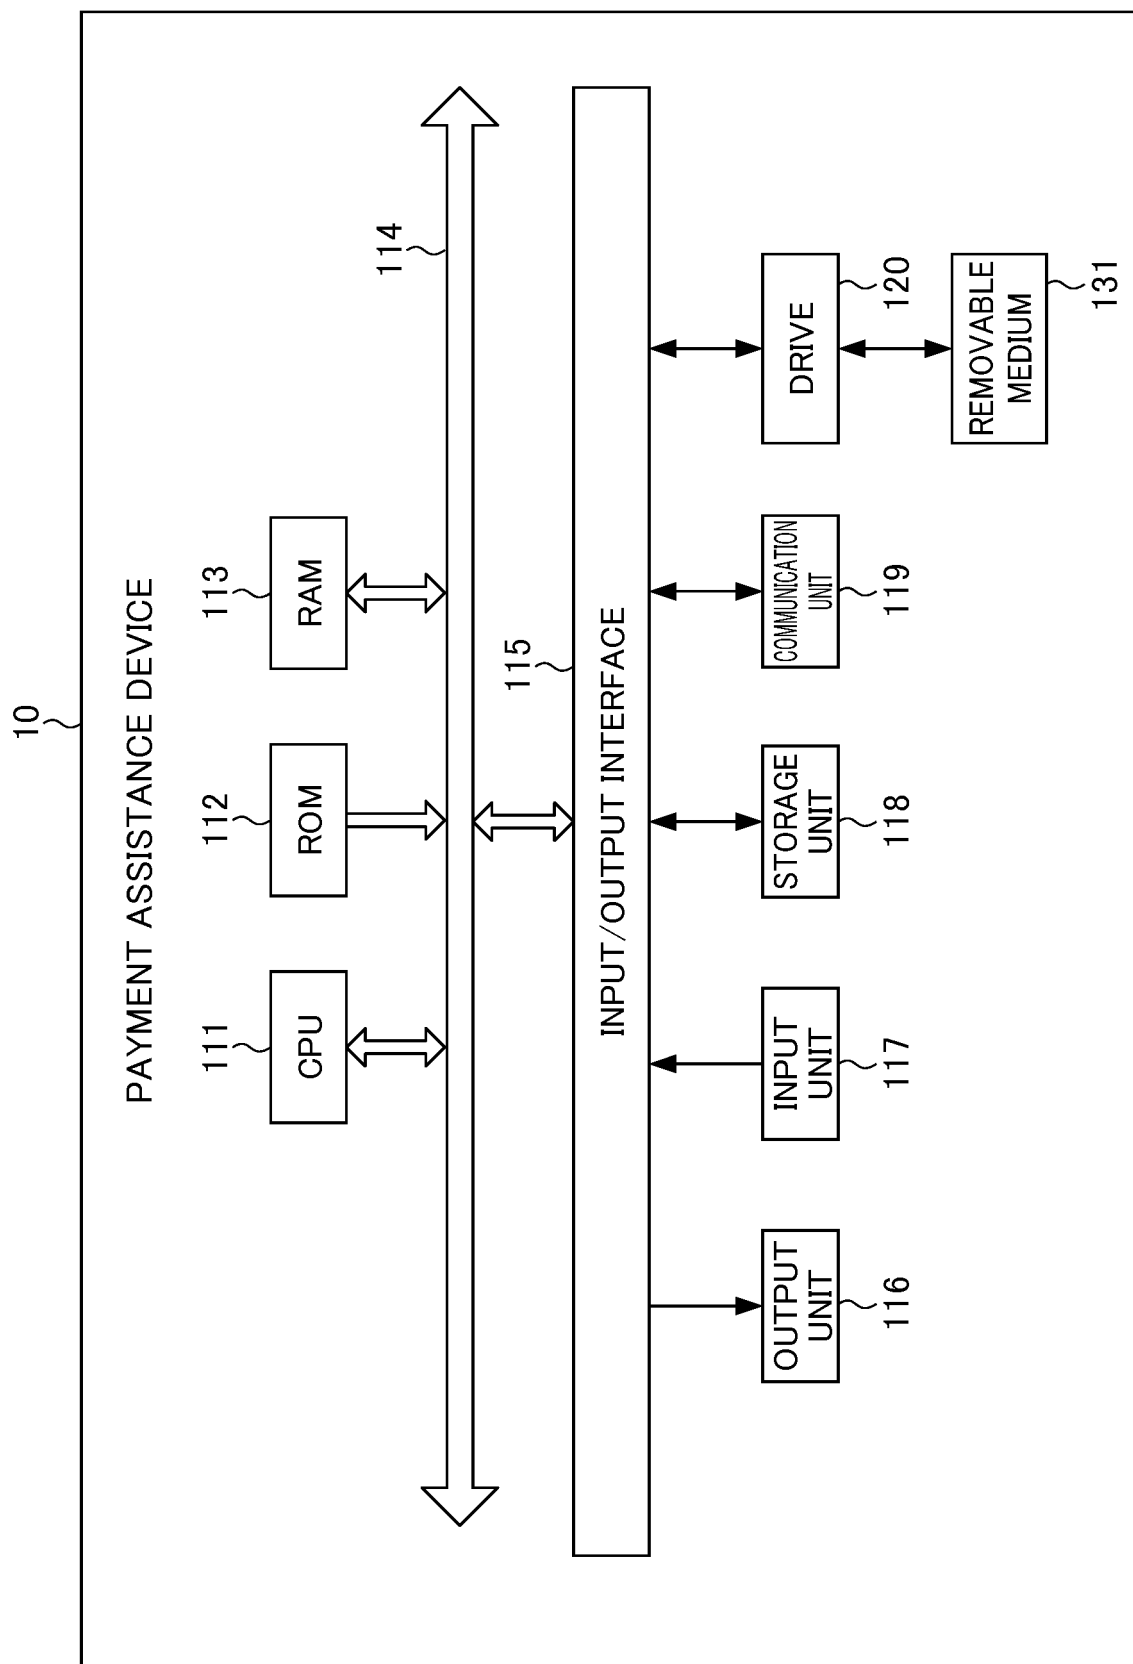 10
PAYMENT ASSISTANCE DEVICE
111
112
113
CPU
ROM
RAM
114
115
INPUT/OUTPUT INTERFACE
OUTPUT
UNIT
116
INPUT
UNIT
117
STORAGE
UNIT
118
COMMUNICATION
UNIT
119
DRIVE
120
REMOVABLE
MEDIUM
131